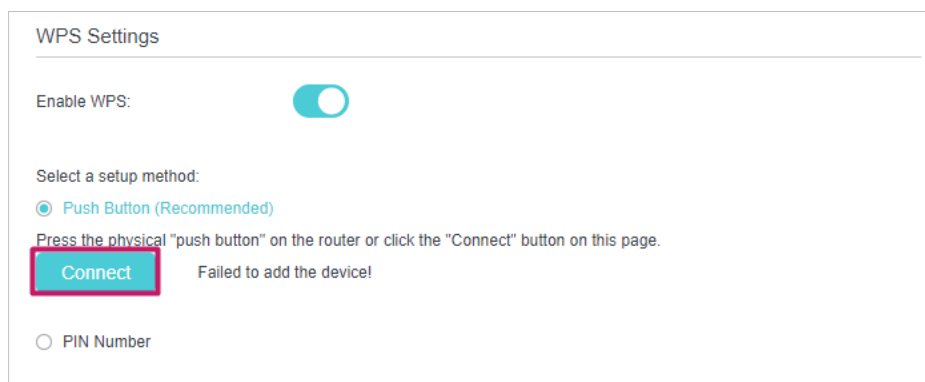 WPS Settings
Enable WPS:
Select a setup method:
Push Button (Recommended)
Press the physical "push button" on the router or click the "Connect" button on this page.
Connect Failed to add the device!
PIN Number